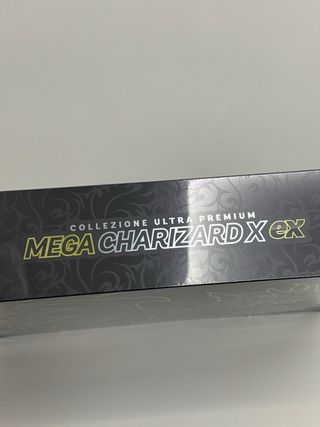 COLLEZIONE ULTRA PREMIUM
MEGA CHARIZARD X ex